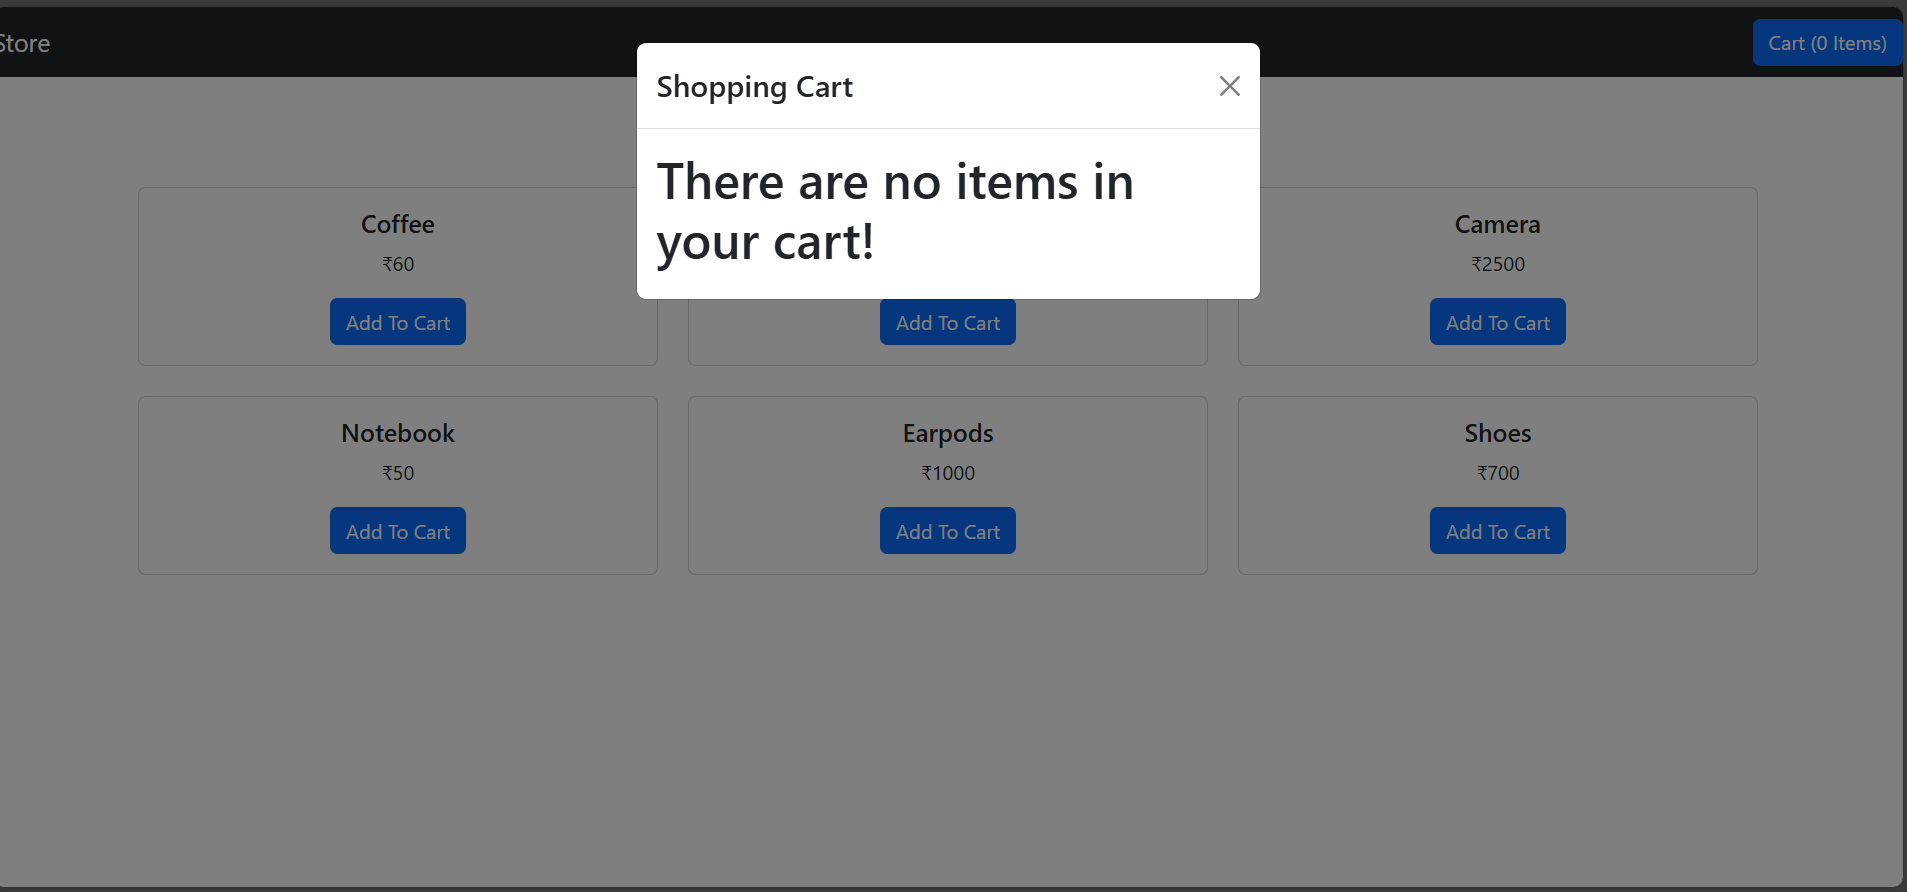 Store
Cart (0 Items)
Shopping Cart
There are no items in
your cart!
Coffee
₹60
Add To Cart
Add To Cart
Camera
₹2500
Add To Cart
Notebook
₹50
Add To Cart
Earpods
₹1000
Add To Cart
Shoes
₹700
Add To Cart